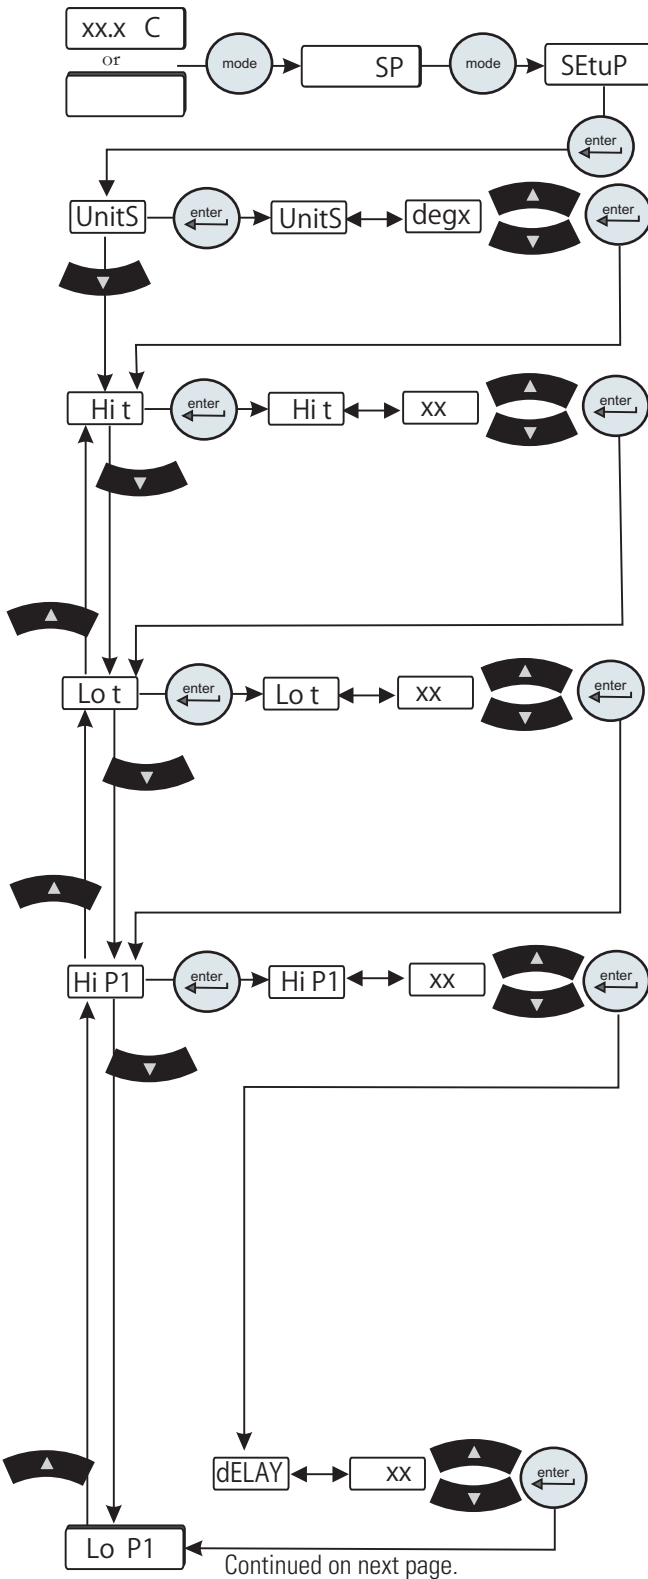 xx.x C
or
mode SP mode SEtuP
enter
UnitS enter UnitS degx enter
Hi t enter Hi t xx enter
Lo t enter Lo t xx enter
Hi P1 enter Hi P1 xx enter
dELAY xx enter
Lo P1
Continued on next page.